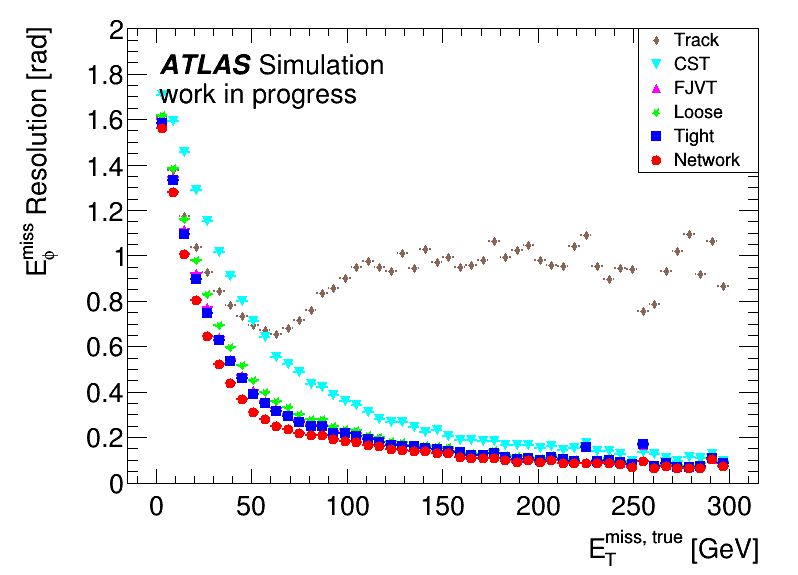 E_ϕ^miss Resolution [rad]
2
1.8
1.6
1.4
1.2
1
0.8
0.6
0.4
0.2
0
ATLAS Simulation
work in progress
Track
CST
FJVT
Loose
Tight
Network
0 50 100 150 200 250 300
E_T^miss, true [GeV]